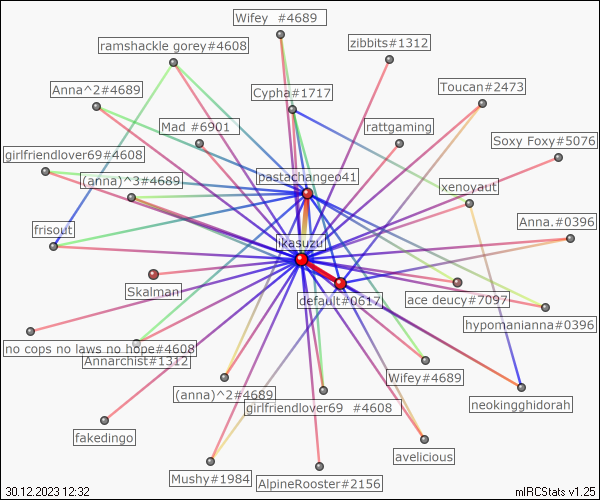 Wifey #4689
ramshackle gorey#4608
zibbits#1312
Anna^2#4689
Cypha#1717
Toucan#2473
Mad #6901
rattgaming
Soxy Foxy#5076
girlfriendlover69#4608
pastachangeo41
(anna)^3#4689
xenoyaut
Anna.#0396
frisout
ikasuzu
Skalman
default#0617
ace deucy#7097
hypomanianna#0396
no cops no laws no hope#4608
Annarchist#1312
Wifey#4689
(anna)^2#4689
girlfriendlover69 #4608
neokingghidorah
fakedingo
avelicious
Mushy#1984
AlpineRooster#2156
30.12.2023 12:32
mIRCStats v1.25